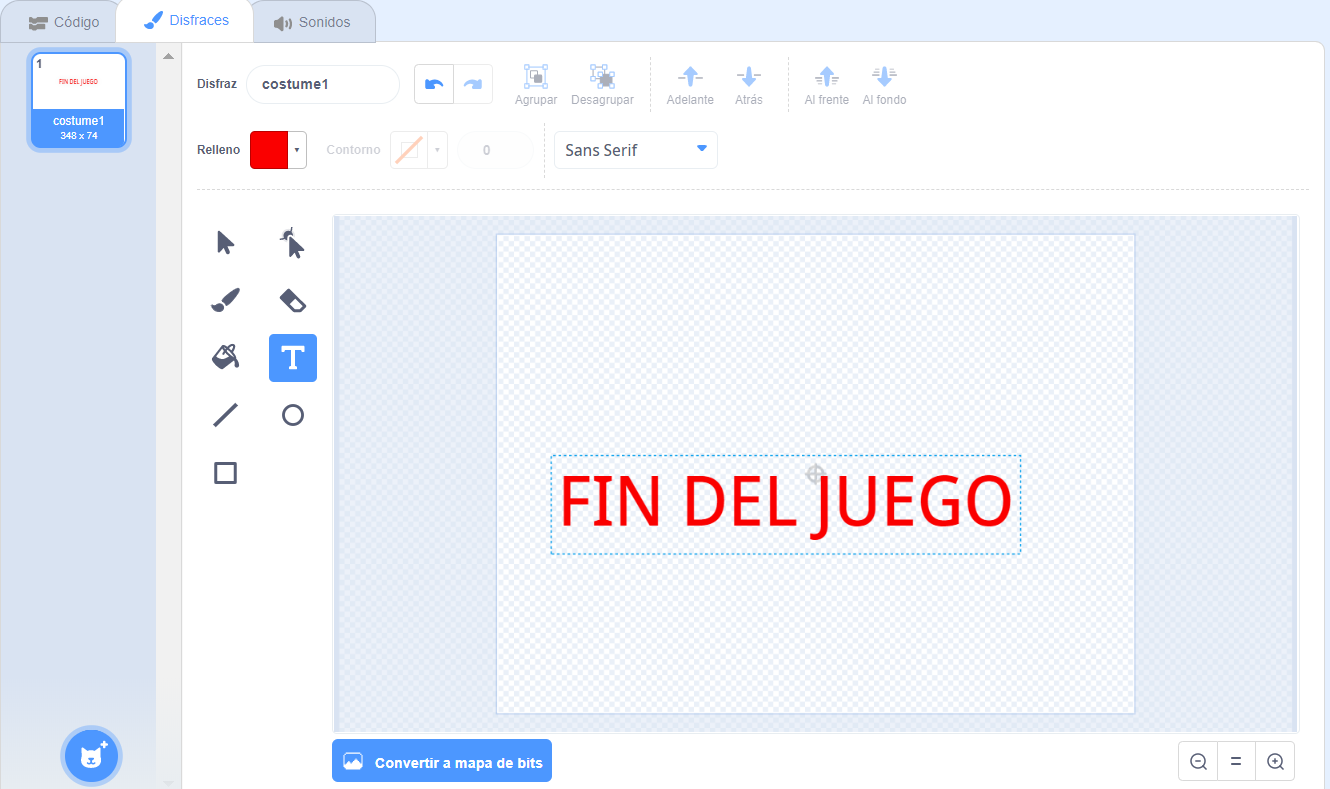 Código
Disfraces
Sonidos
1
FIN DEL JUEGO
costume1
348 x 74
Disfraz
costume1
Agrupar
Desagrupar
Adelante
Atrás
Al frente
Al fondo
Relleno
Contorno
0
Sans Serif
T
FIN DEL JUEGO
Convertir a mapa de bits